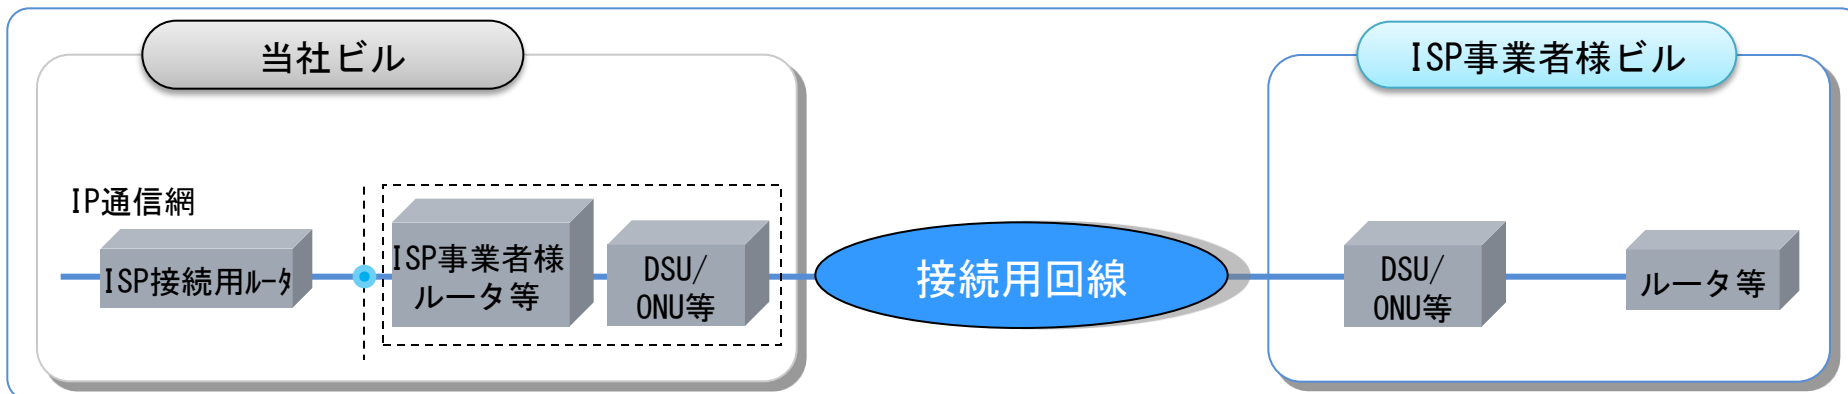 当社ビル
ISP事業者様ビル
IP通信網
ISP接続用ﾙｰﾀ
ISP事業者様
ルータ等
DSU/
ONU等
接続用回線
DSU/
ONU等
ルータ等